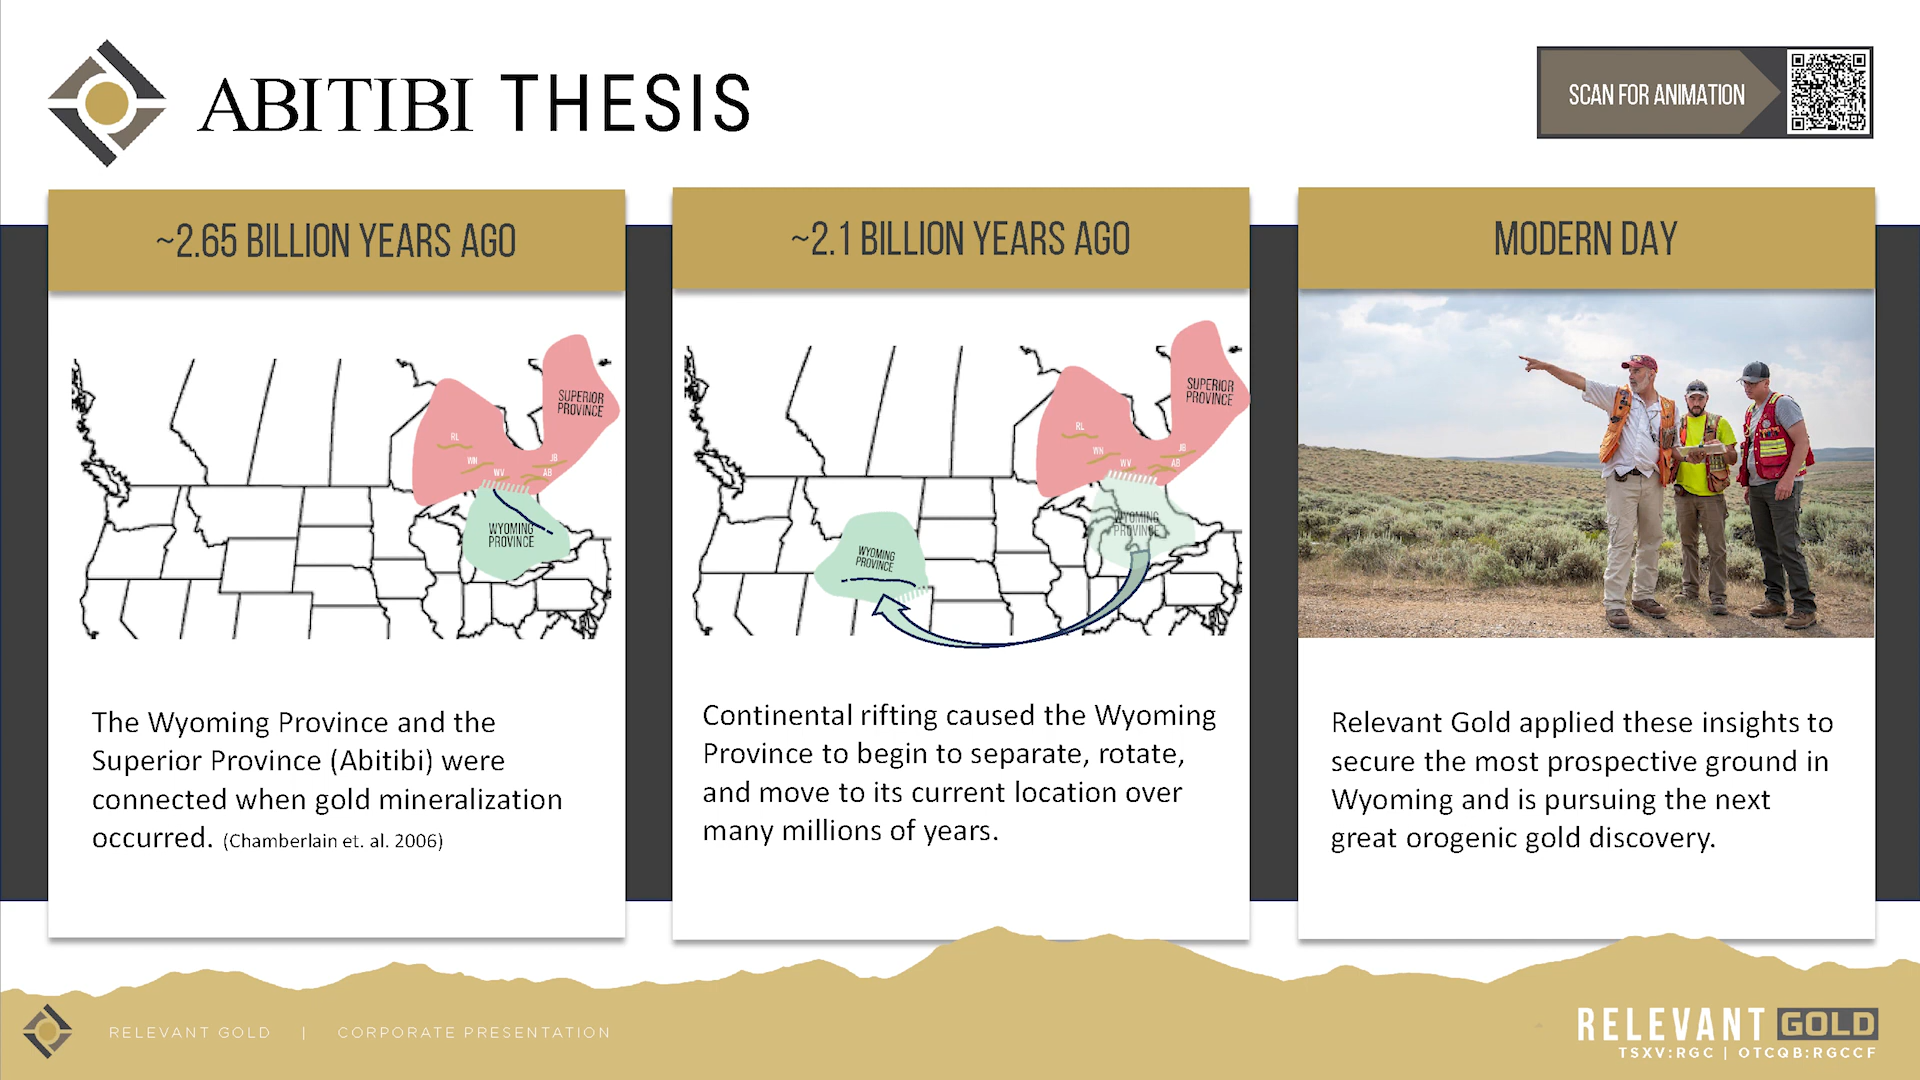 ABITIBI THESIS
SCAN FOR ANIMATION
~2.65 BILLION YEARS AGO
SUPERIOR
PROVINCE
RL
WN
WV
JB
AB
WYOMING
PROVINCE
The Wyoming Province and the
Superior Province (Abitibi) were
connected when gold mineralization
occurred. (Chamberlain et. al. 2006)
~2.1 BILLION YEARS AGO
SUPERIOR
PROVINCE
RL
WN
WV
JB
AB
WYOMING
PROVINCE
WYOMING
PROVINCE
Continental rifting caused the Wyoming
Province to begin to separate, rotate,
and move to its current location over
many millions of years.
MODERN DAY
Relevant Gold applied these insights to
secure the most prospective ground in
Wyoming and is pursuing the next
great orogenic gold discovery.
RELEVANT GOLD | CORPORATE PRESENTATION
RELEVANT GOLD
TSXV:RGC | OTCQB:RGCCF